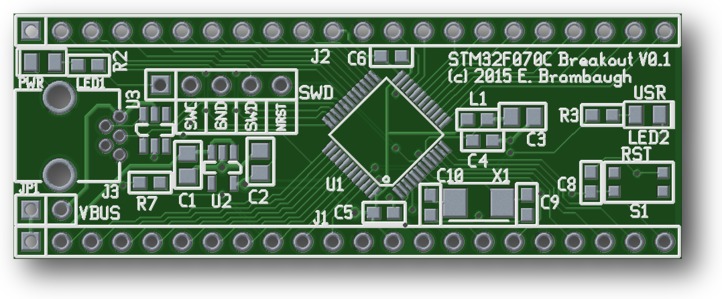 J2
C6
STM32F070C Breakout V0.1
(c) 2015 E. Brombaugh
R2
PWR
LED1
U3
SWD
SWC
GND
SWD
NRST
L1
C3
C4
R3
USR
LED2
RST
C8
S1
JP1
J3
VBUS
R7
C1
U2
C2
U1
J1
C5
C10
X1
C9